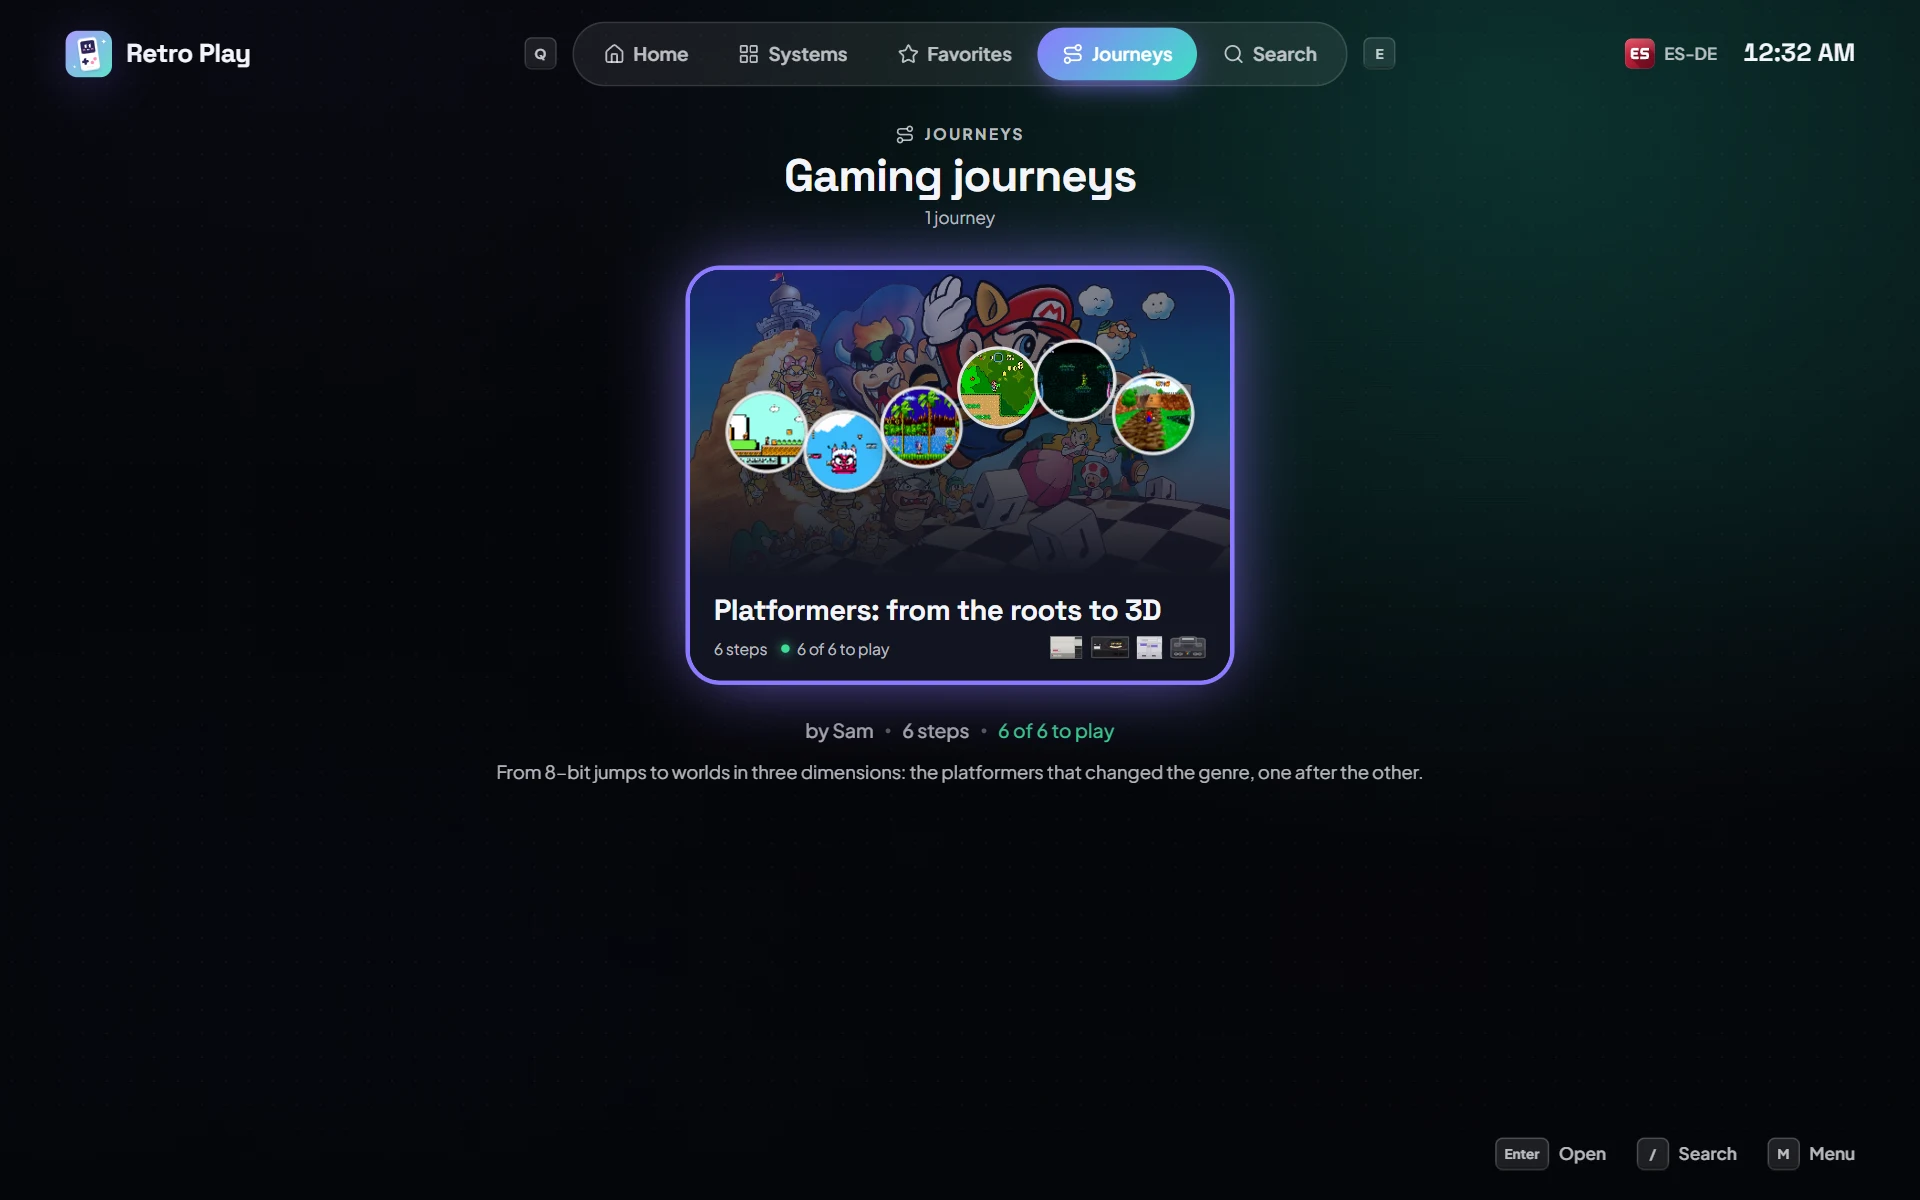 Retro Play
Q
Home
Systems
Favorites
Journeys
Search
E
ES
ES-DE
12:32 AM
JOURNEYS
Gaming journeys
1 journey
Platformers: from the roots to 3D
6 steps
6 of 6 to play
by Sam • 6 steps • 6 of 6 to play
From 8-bit jumps to worlds in three dimensions: the platformers that changed the genre, one after the other.
Enter Open
/ Search
M Menu